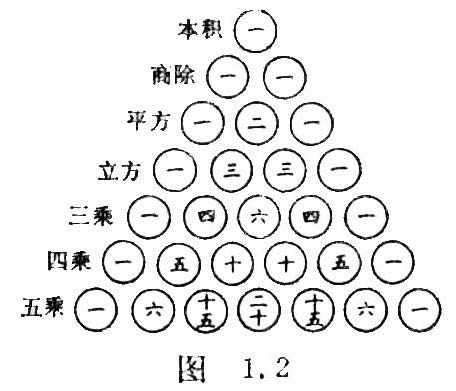 本积 一
商除 一 一
平方 一 二 一
立方 一 三 三 一
三乘 一 四 六 四 一
四乘 一 五 十 十 五 一
五乘 一 六 十五 二十 十五 六 一
图 1.2